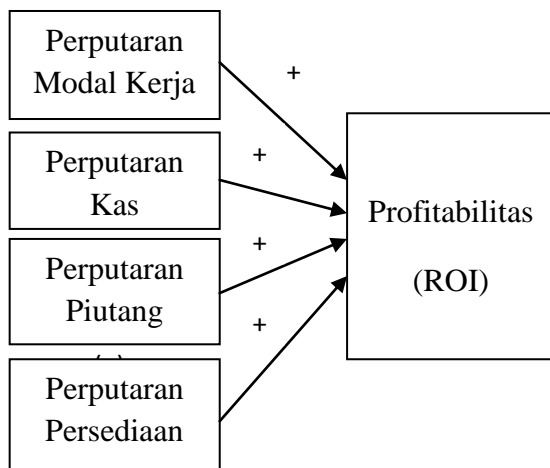 Perputaran
Modal Kerja
+
Perputaran
Kas
+
Perputaran
Piutang
+
Perputaran
Persediaan
+
Profitabilitas
(ROI)